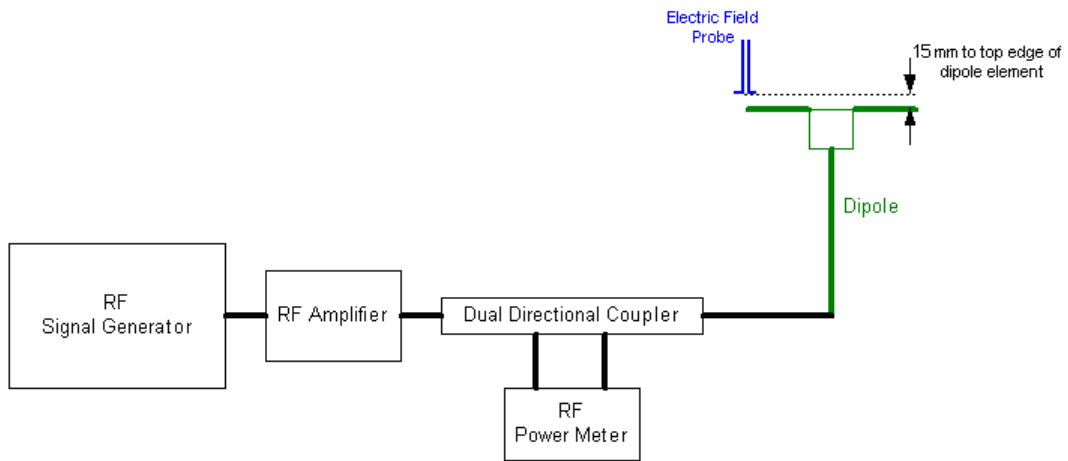 Electric Field
Probe
15 mm to top edge of
dipole element
Dipole
RF
Signal Generator
RF Amplifier
Dual Directional Coupler
RF
Power Meter